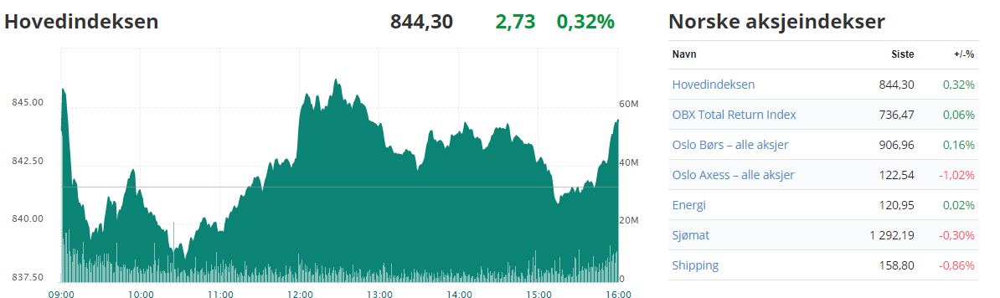 Hovedindeksen 844,30 2,73 0,32%
845.00
842.50
840.00
837.50
60M
40M
20M
0
09:00 10:00 11:00 12:00 13:00 14:00 15:00 16:00
Norske aksjeindekser
Navn Siste +/-%
Hovedindeksen 844,30 0,32%
OBX Total Return Index 736,47 0,06%
Oslo Børs – alle aksjer 906,96 0,16%
Oslo Axess – alle aksjer 122,54 -1,02%
Energi 120,95 0,02%
Sjømat 1 292,19 -0,30%
Shipping 158,80 -0,86%